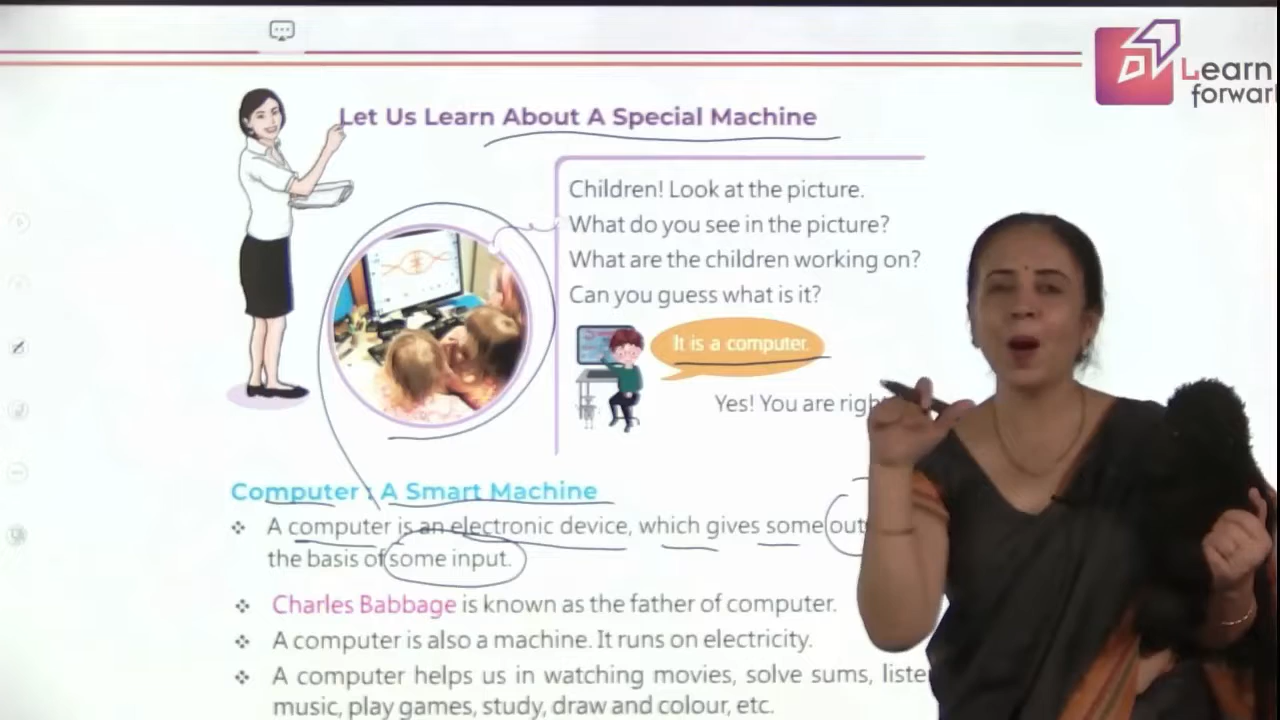 Learn
forward
Let Us Learn About A Special Machine
Children! Look at the picture.
What do you see in the picture?
What are the children working on?
Can you guess what is it?
It is a computer.
Yes! You are righ
Computer : A Smart Machine
❖ A computer is an electronic device, which gives some out
the basis of some input.
❖ Charles Babbage is known as the father of computer.
❖ A computer is also a machine. It runs on electricity.
❖ A computer helps us in watching movies, solve sums, liste
music, play games, study, draw and colour, etc.